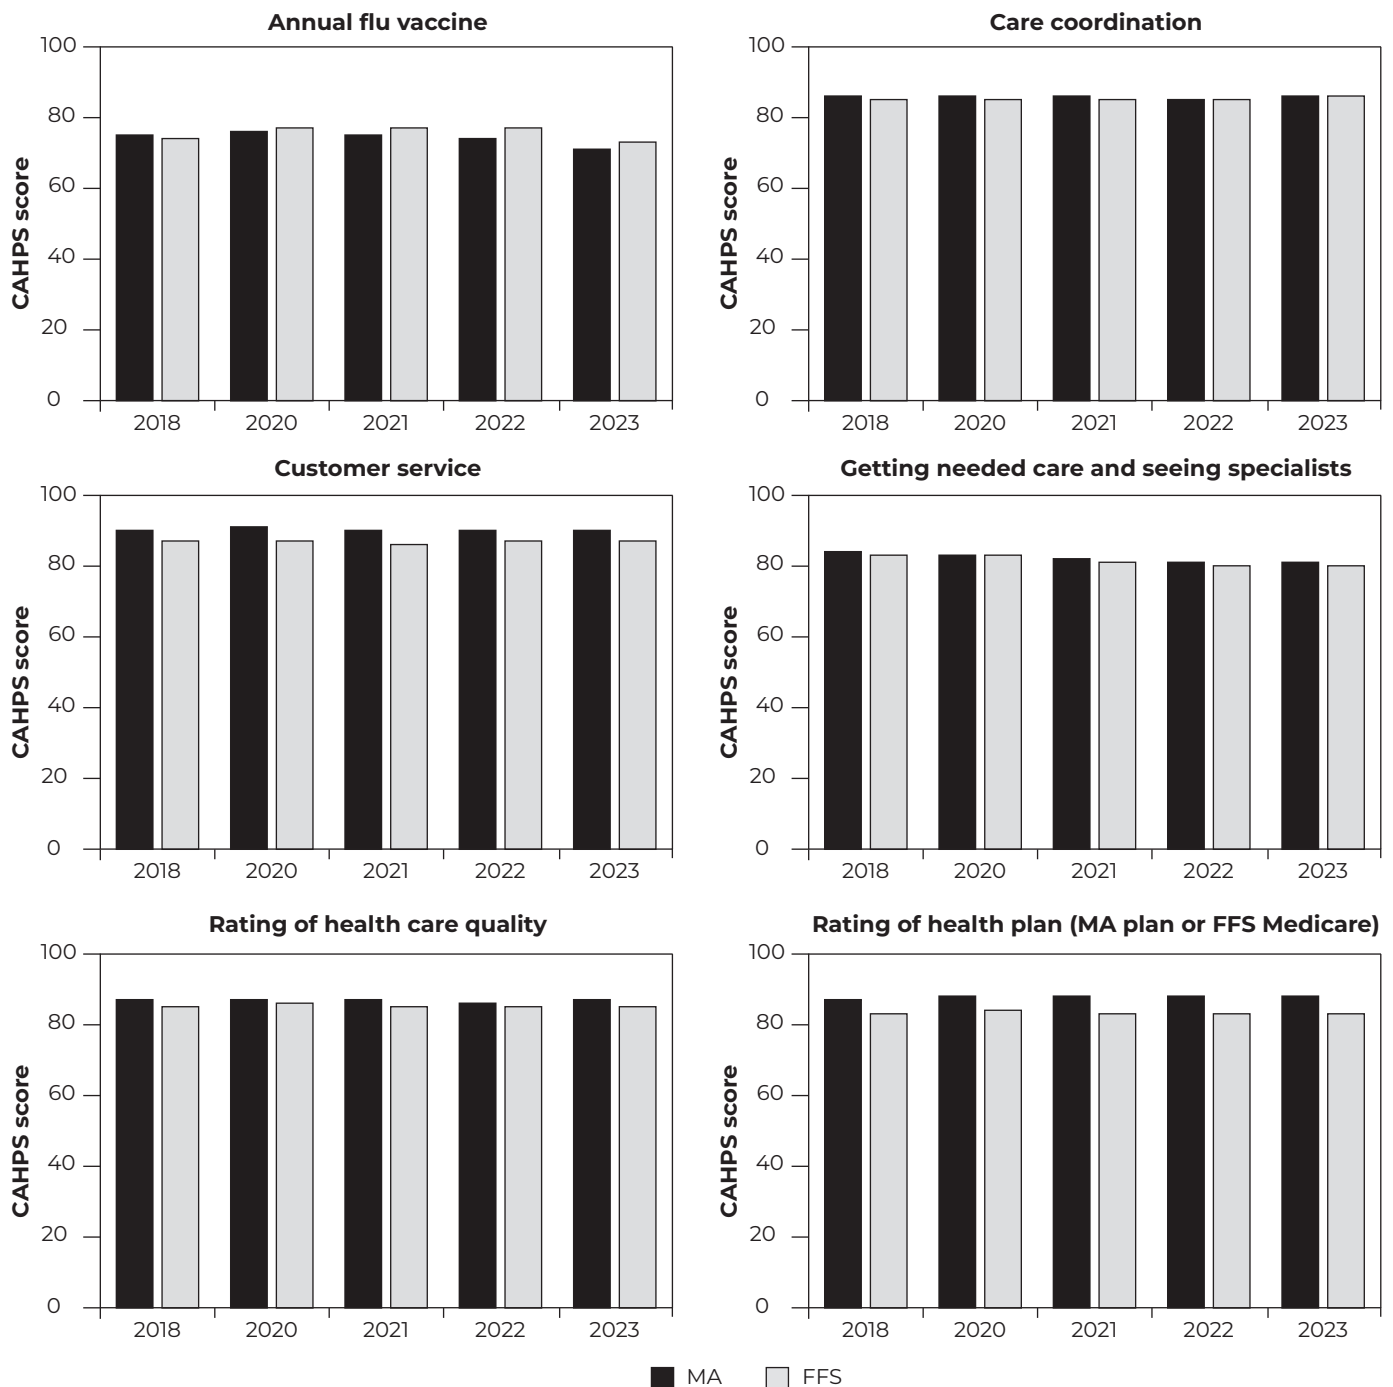 Annual flu vaccine
100
80
60
40
20
0
CAHPS score
2018 2020 2021 2022 2023
Care coordination
100
80
60
40
20
0
CAHPS score
2018 2020 2021 2022 2023
Customer service
100
80
60
40
20
0
CAHPS score
2018 2020 2021 2022 2023
Getting needed care and seeing specialists
100
80
60
40
20
0
CAHPS score
2018 2020 2021 2022 2023
Rating of health care quality
100
80
60
40
20
0
CAHPS score
2018 2020 2021 2022 2023
Rating of health plan (MA plan or FFS Medicare)
100
80
60
40
20
0
CAHPS score
2018 2020 2021 2022 2023
MA FFS